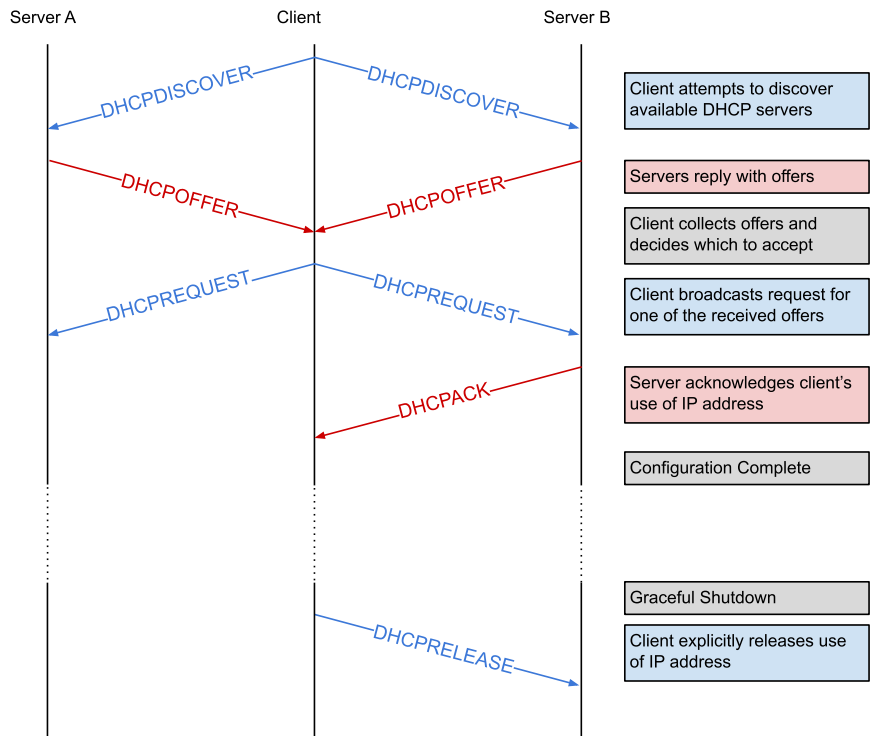 Server A
Client
Server B
DHCPDISCOVER
DHCPDISCOVER
Client attempts to discover
available DHCP servers
DHCPOFFER
DHCPOFFER
Servers reply with offers
Client collects offers and
decides which to accept
DHCPREQUEST
DHCPREQUEST
Client broadcasts request for
one of the received offers
DHCPACK
Server acknowledges client’s
use of IP address
Configuration Complete
Graceful Shutdown
DHCPRELEASE
Client explicitly releases use
of IP address